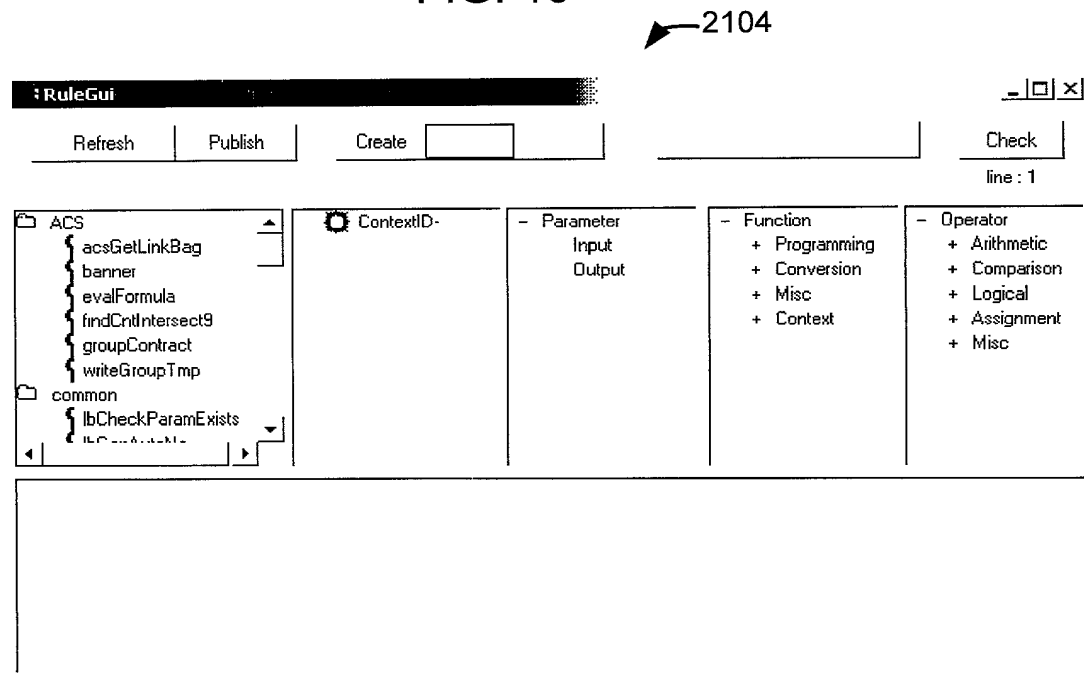 2104
RuleGui
Refresh Publish Create Check
line : 1
ACS
acsGetLinkBag
banner
evalFormula
findCntIntersect9
groupContract
writeGroupTmp
common
lbCheckParamExists
ContextID-
- Parameter
Input
Output
- Function
+ Programming
+ Conversion
+ Misc
+ Context
- Operator
+ Arithmetic
+ Comparison
+ Logical
+ Assignment
+ Misc